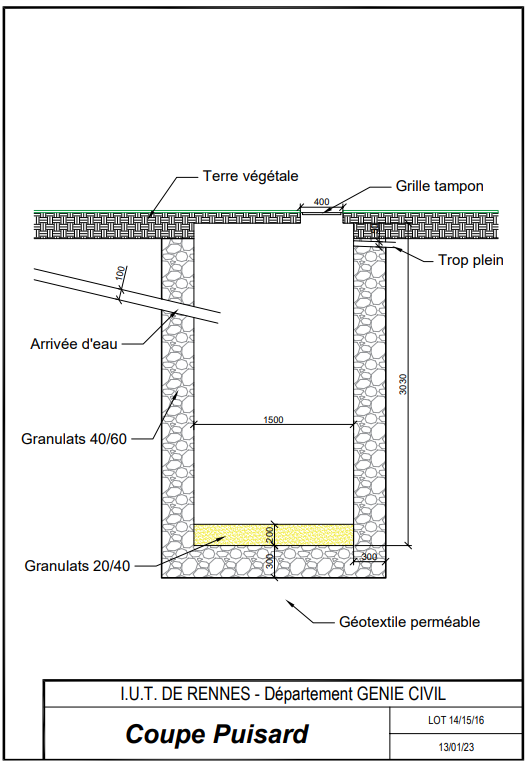 Terre végétale
400
Grille tampon
Trop plein
100
Arrivée d'eau
3030
1500
Granulats 40/60
200
Granulats 20/40
300
300
Géotextile perméable
I.U.T. DE RENNES - Département GENIE CIVIL
Coupe Puisard
LOT 14/15/16
13/01/23